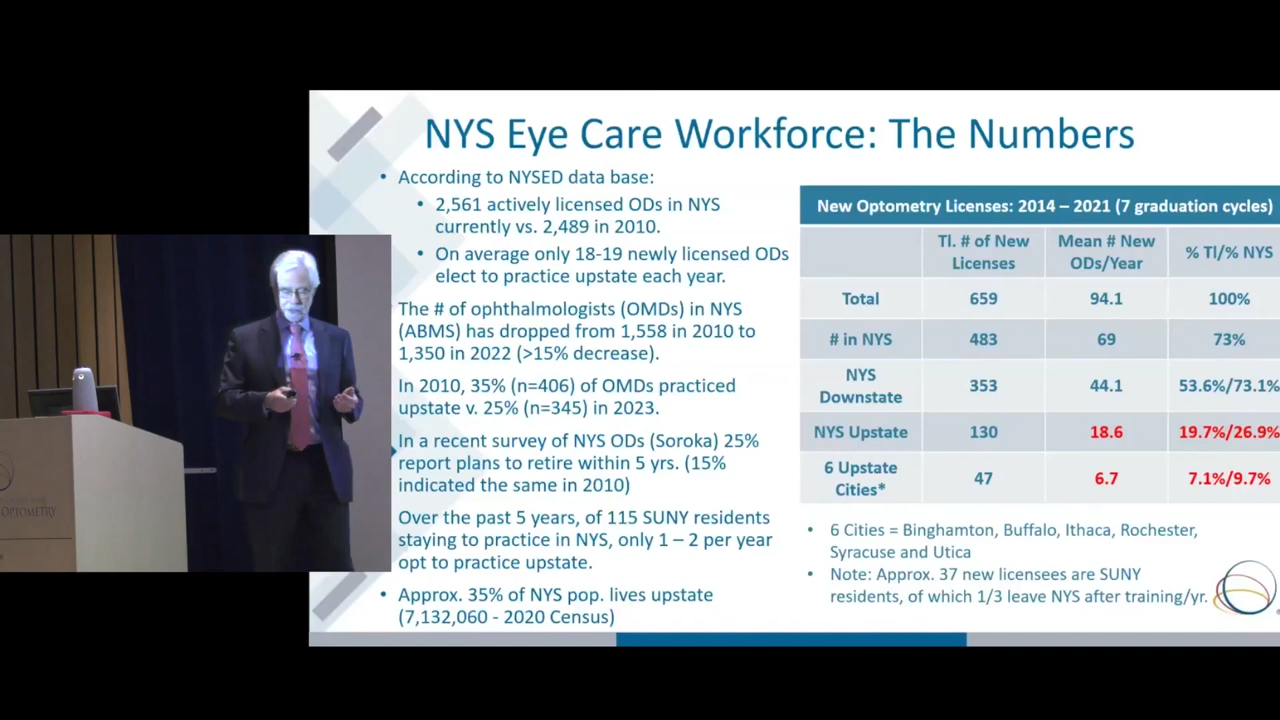 NYS Eye Care Workforce: The Numbers
• According to NYSED data base:
• 2,561 actively licensed ODs in NYS
currently vs. 2,489 in 2010.
• On average only 18-19 newly licensed ODs
elect to practice upstate each year.
The # of ophthalmologists (OMDs) in NYS
(ABMS) has dropped from 1,558 in 2010 to
1,350 in 2022 (>15% decrease).
In 2010, 35% (n=406) of OMDs practiced
upstate v. 25% (n=345) in 2023.
In a recent survey of NYS ODs (Soroka) 25%
report plans to retire within 5 yrs. (15%
indicated the same in 2010)
Over the past 5 years, of 115 SUNY residents
staying to practice in NYS, only 1 – 2 per year
opt to practice upstate.
• Approx. 35% of NYS pop. lives upstate
(7,132,060 - 2020 Census)
New Optometry Licenses: 2014 – 2021 (7 graduation cycles)
Tl. # of New Licenses Mean # New ODs/Year % Tl/% NYS
Total 659 94.1 100%
# in NYS 483 69 73%
NYS Downstate 353 44.1 53.6%/73.1%
NYS Upstate 130 18.6 19.7%/26.9%
6 Upstate Cities* 47 6.7 7.1%/9.7%
• 6 Cities = Binghamton, Buffalo, Ithaca, Rochester,
Syracuse and Utica
• Note: Approx. 37 new licensees are SUNY
residents, of which 1/3 leave NYS after training/yr.
OPTOMETRY